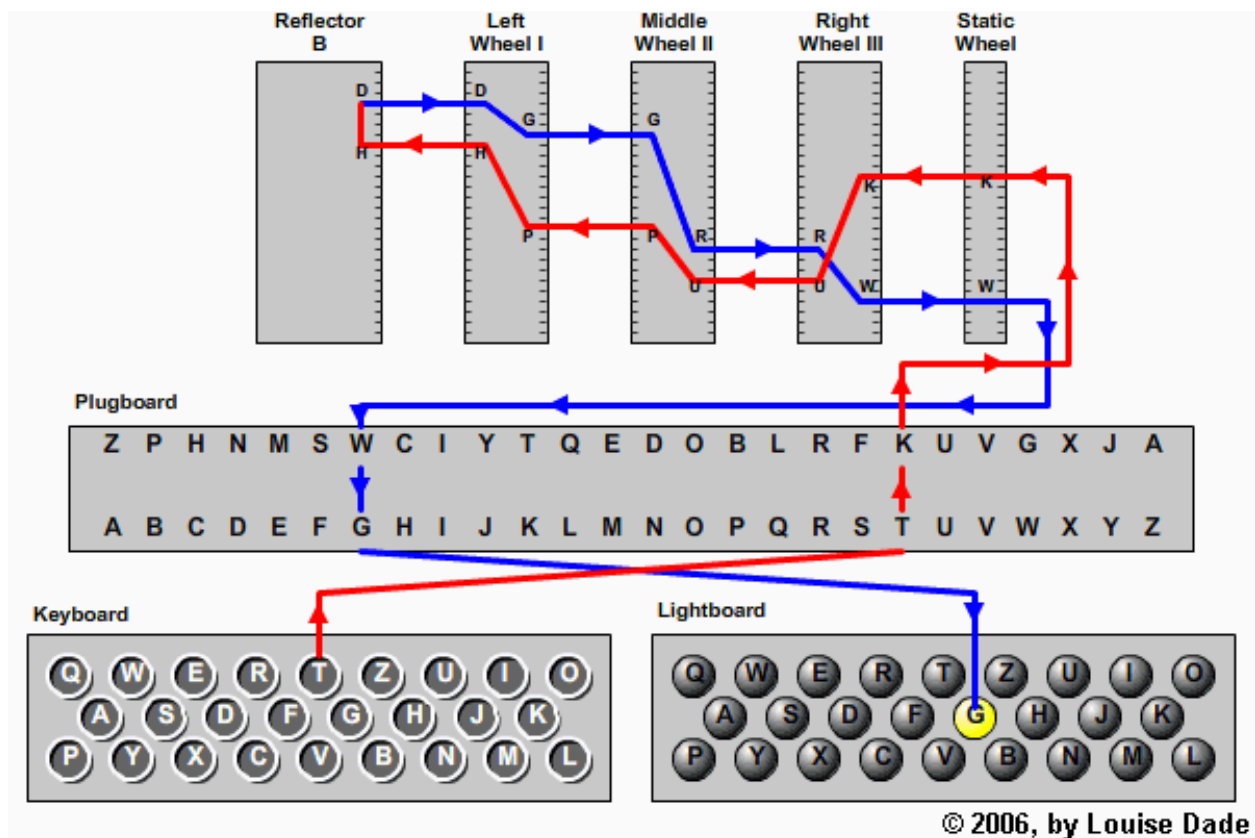 Reflector B
Left Wheel I
Middle Wheel II
Right Wheel III
Static Wheel
D D
G G
H H
K K
P P
R R
U U
W W
Plugboard
Z P H N M S W C I Y T Q E D O B L R F K U V G X J A
A B C D E F G H I J K L M N O P Q R S T U V W X Y Z
Keyboard
Q W E R T Z U I O
A S D F G H J K
P Y X C V B N M L
Lightboard
Q W E R T Z U I O
A S D F G H J K
P Y X C V B N M L
© 2006, by Louise Dade